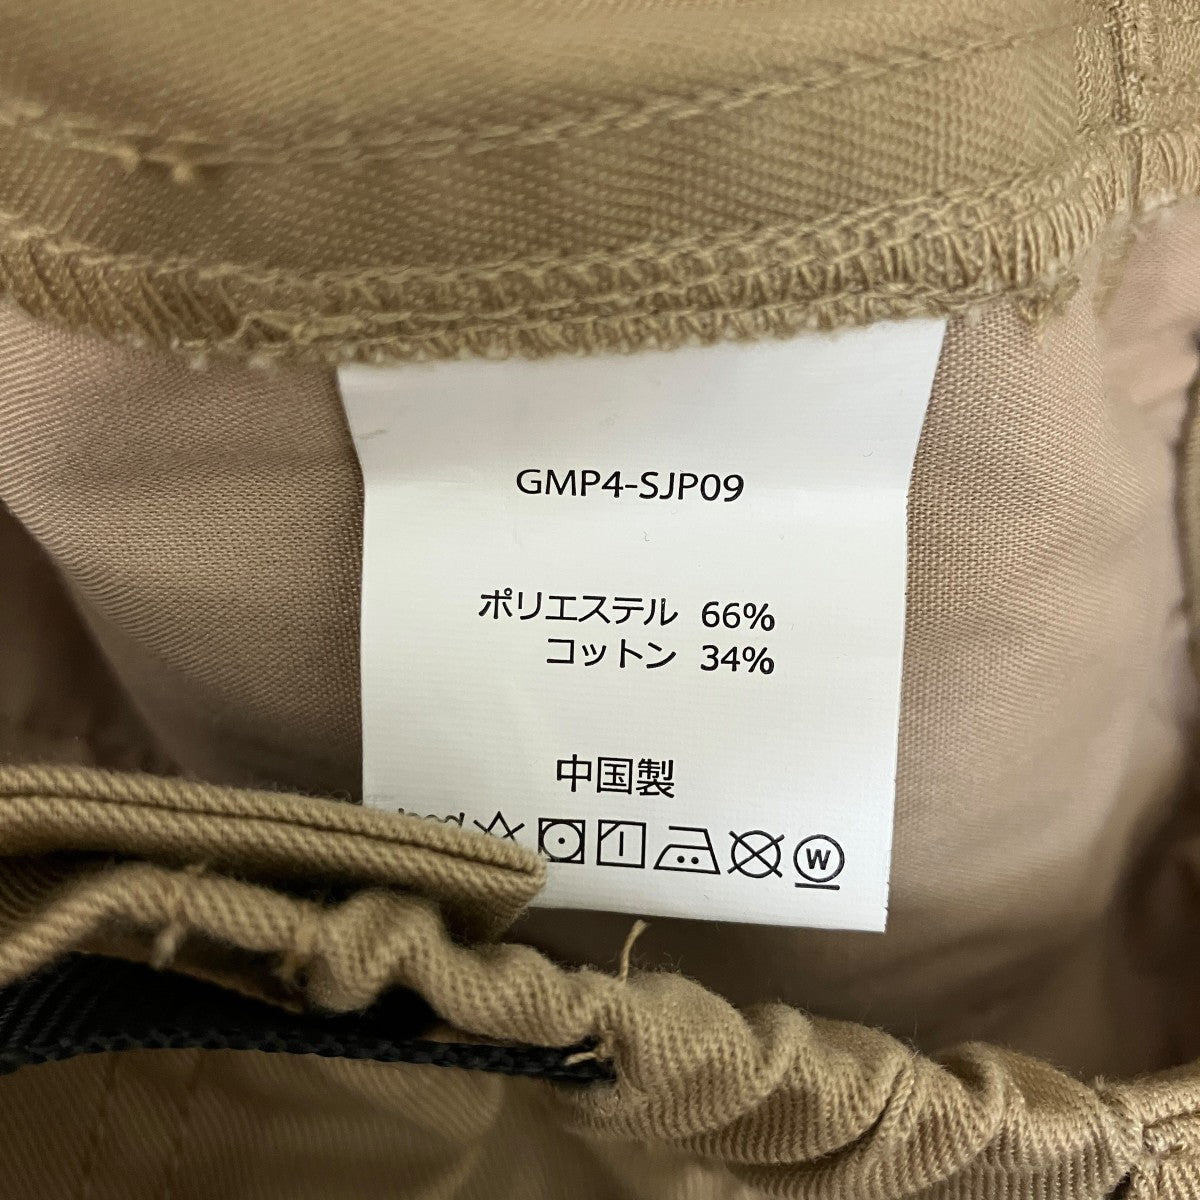 GMP4-SJP09
ポリエステル 66%
コットン 34%
中国製
W